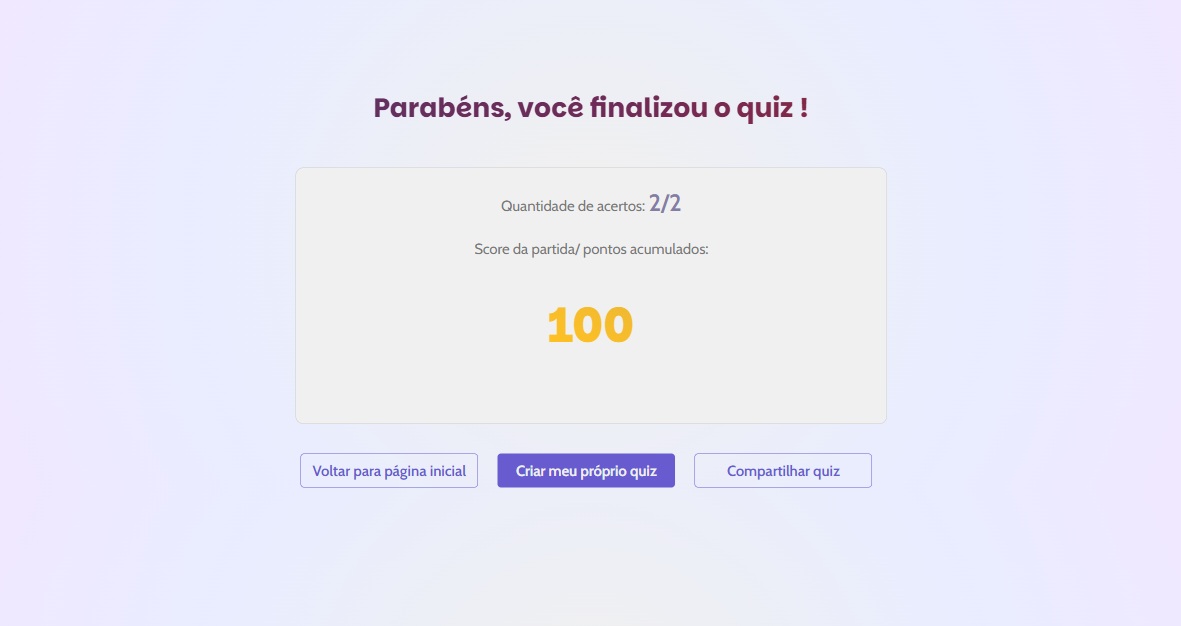 Parabéns, você finalizou o quiz !
Quantidade de acertos: 2/2
Score da partida/ pontos acumulados:
100
Voltar para página inicial
Criar meu próprio quiz
Compartilhar quiz